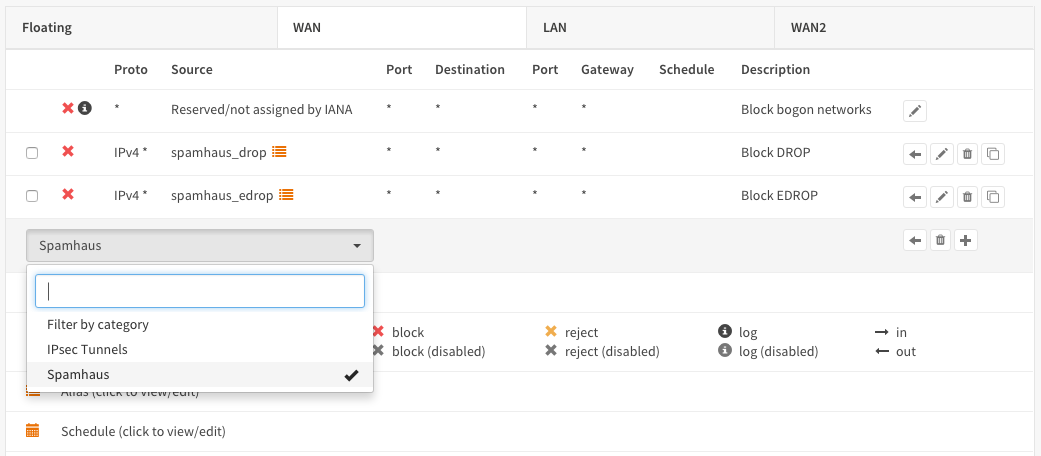 Floating WAN LAN WAN2
Proto Source Port Destination Port Gateway Schedule Description
* Reserved/not assigned by IANA * * * * Block bogon networks
IPv4 * spamhaus_drop * * * * Block DROP
IPv4 * spamhaus_edrop * * * * Block EDROP
Spamhaus
Filter by category
IPsec Tunnels
Spamhaus
block reject log in
block (disabled) reject (disabled) log (disabled) out
Alias (click to view/edit)
Schedule (click to view/edit)